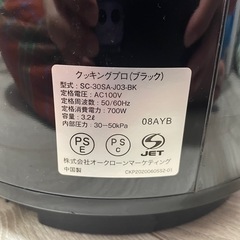 クッキングプロ(ブラック)
型式：SC-30SA-J03-BK
定格電圧：AC100V
定格周波数：50/60Hz
定格消費電力：700W
容量：3.2ℓ
内部圧力：30－50kPa
08AYB
PS
E
PS
C
S
JET
株式会社オークローンマーケティング
中国製